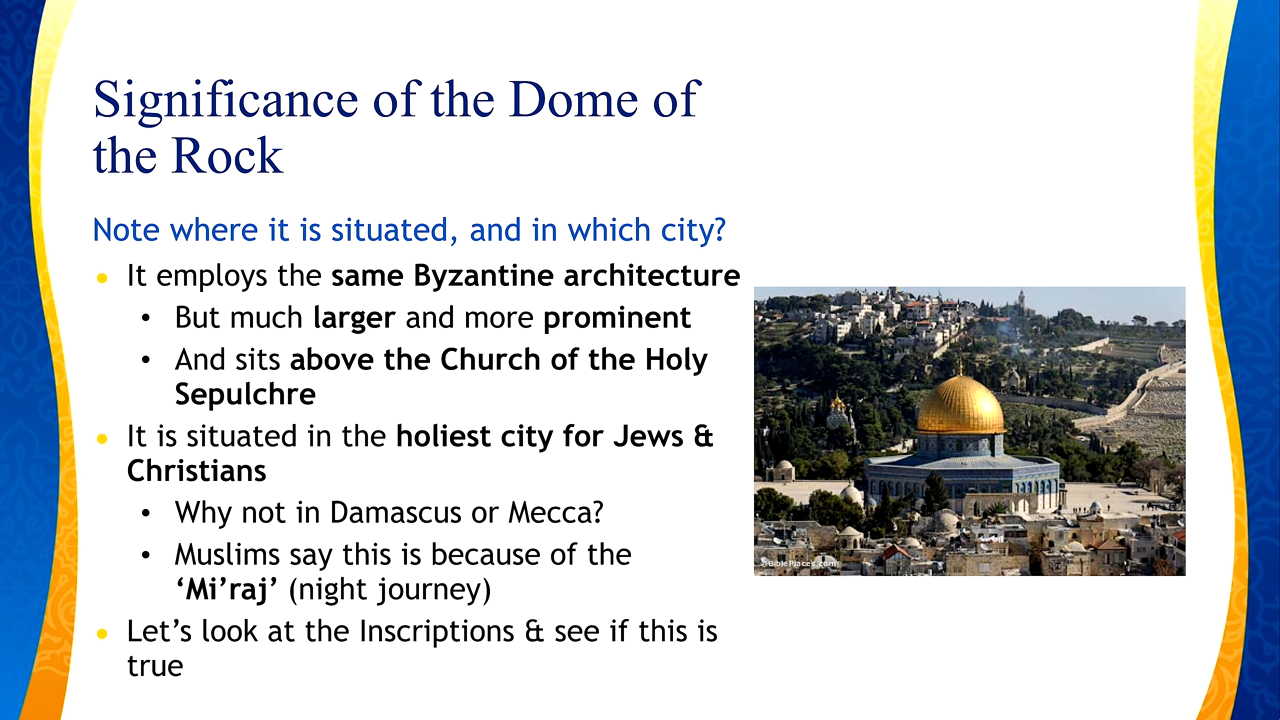 Significance of the Dome of
the Rock
Note where it is situated, and in which city?
• It employs the same Byzantine architecture
• But much larger and more prominent
• And sits above the Church of the Holy
Sepulchre
• It is situated in the holiest city for Jews &
Christians
• Why not in Damascus or Mecca?
• Muslims say this is because of the
‘Mi’raj’ (night journey)
• Let’s look at the Inscriptions & see if this is
true
©BiblePlaces.com